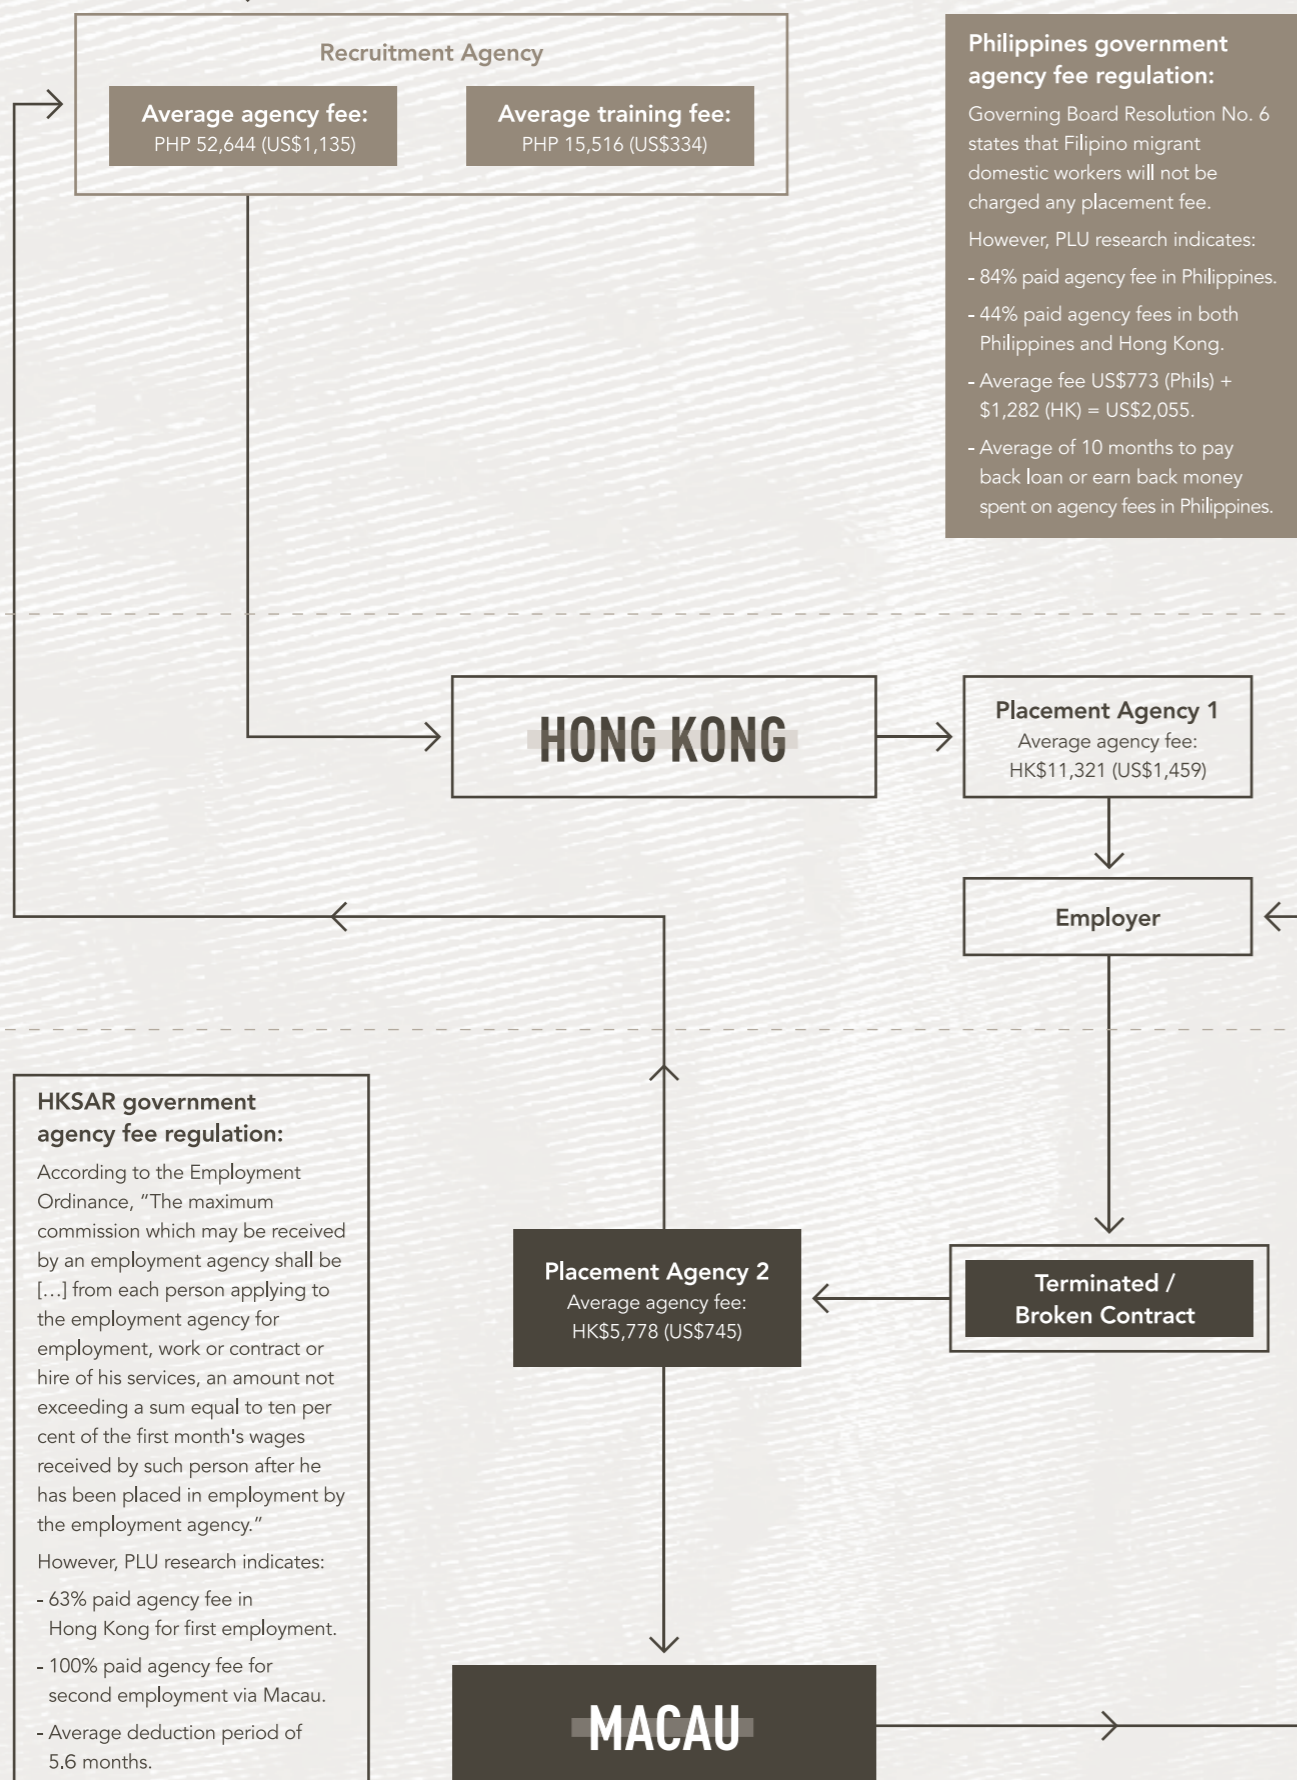 Recruitment Agency
Average agency fee:
PHP 52,644 (US$1,135)
Average training fee:
PHP 15,516 (US$334)
Philippines government
agency fee regulation:
Governing Board Resolution No. 6
states that Filipino migrant
domestic workers will not be
charged any placement fee.
However, PLU research indicates:
- 84% paid agency fee in Philippines.
- 44% paid agency fees in both
Philippines and Hong Kong.
- Average fee US$773 (Phils) +
$1,282 (HK) = US$2,055.
- Average of 10 months to pay
back loan or earn back money
spent on agency fees in Philippines.
HONG KONG
Placement Agency 1
Average agency fee:
HK$11,321 (US$1,459)
Employer
HKSAR government
agency fee regulation:
According to the Employment
Ordinance, “The maximum
commission which may be received
by an employment agency shall be
[…] from each person applying to
the employment agency for
employment, work or contract or
hire of his services, an amount not
exceeding a sum equal to ten per
cent of the first month's wages
received by such person after he
has been placed in employment by
the employment agency.”
However, PLU research indicates:
- 63% paid agency fee in
Hong Kong for first employment.
- 100% paid agency fee for
second employment via Macau.
- Average deduction period of
5.6 months.
Placement Agency 2
Average agency fee:
HK$5,778 (US$745)
Terminated /
Broken Contract
MACAU